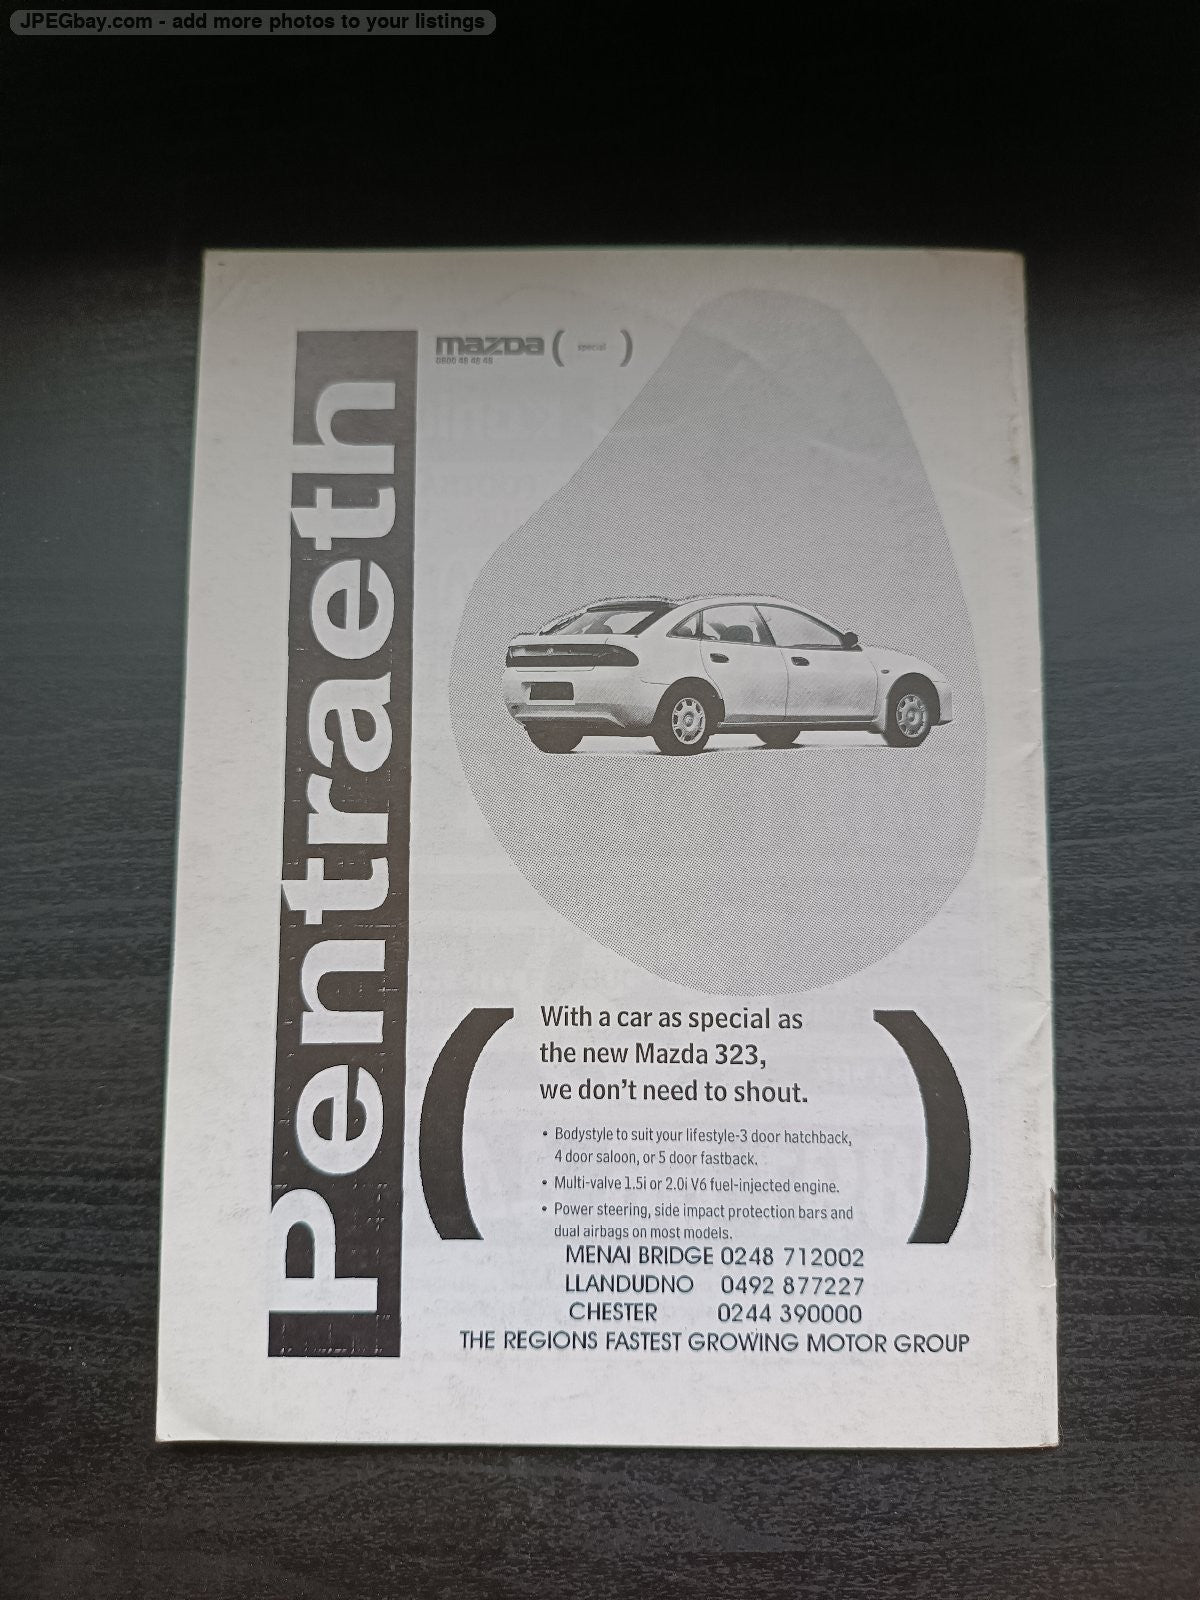 JPEGbay.com - add more photos to your listings
Pentraeth
mazda ( special )
0800 48 48 48
With a car as special as
the new Mazda 323,
we don't need to shout.
• Bodystyle to suit your lifestyle-3 door hatchback,
4 door saloon, or 5 door fastback.
• Multi-valve 1.5i or 2.0i V6 fuel-injected engine.
• Power steering, side impact protection bars and
dual airbags on most models.
MENAI BRIDGE 0248 712002
LLANDUDNO 0492 877227
CHESTER 0244 390000
THE REGIONS FASTEST GROWING MOTOR GROUP